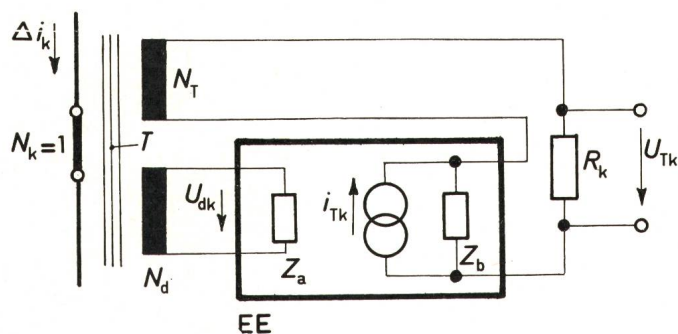 Δi_k
N_T
N_k=1
T
U_dk
i_Tk
R_k
U_Tk
Z_a
Z_b
N_d
EE